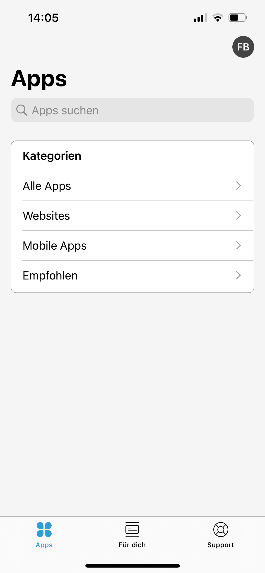 14:05
FB
Apps
Apps suchen
Kategorien
Alle Apps
Websites
Mobile Apps
Empfohlen
Apps
Für dich
Support